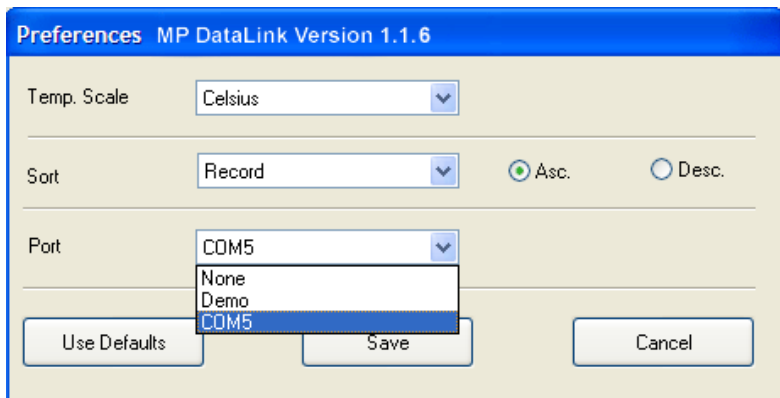 Preferences MP DataLink Version 1.1.6
Temp. Scale Celsius
Sort Record Asc. Desc.
Port COM5
None
Demo
COM5
Use Defaults Save Cancel